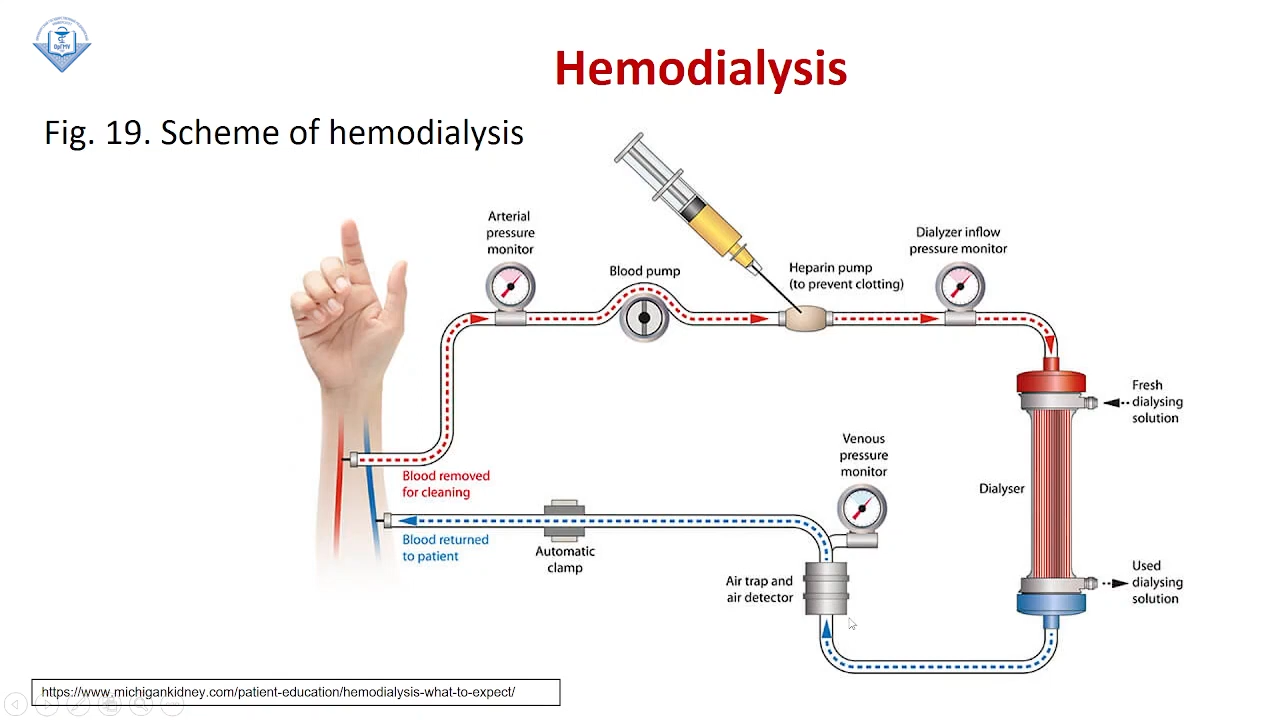 Hemodialysis
Fig. 19. Scheme of hemodialysis
Arterial
pressure
monitor
Blood pump
Heparin pump
(to prevent clotting)
Dialyzer inflow
pressure monitor
Fresh
dialysing
solution
Dialyser
Used
dialysing
solution
Venous
pressure
monitor
Air trap and
air detector
Automatic
clamp
Blood removed
for cleaning
Blood returned
to patient
https://www.michigankidney.com/patient-education/hemodialysis-what-to-expect/
ОрГМУ